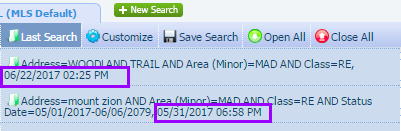 (MLS Default)
New Search
Last Search Customize Save Search Open All Close All
Address=WOODLAND TRAIL AND Area (Minor)=MAD AND Class=RE,
06/22/2017 02:25 PM
Address=mount zion AND Area (Minor)=MAD AND Class=RE AND Status
Date=05/01/2017-06/06/2079, 05/31/2017 06:58 PM